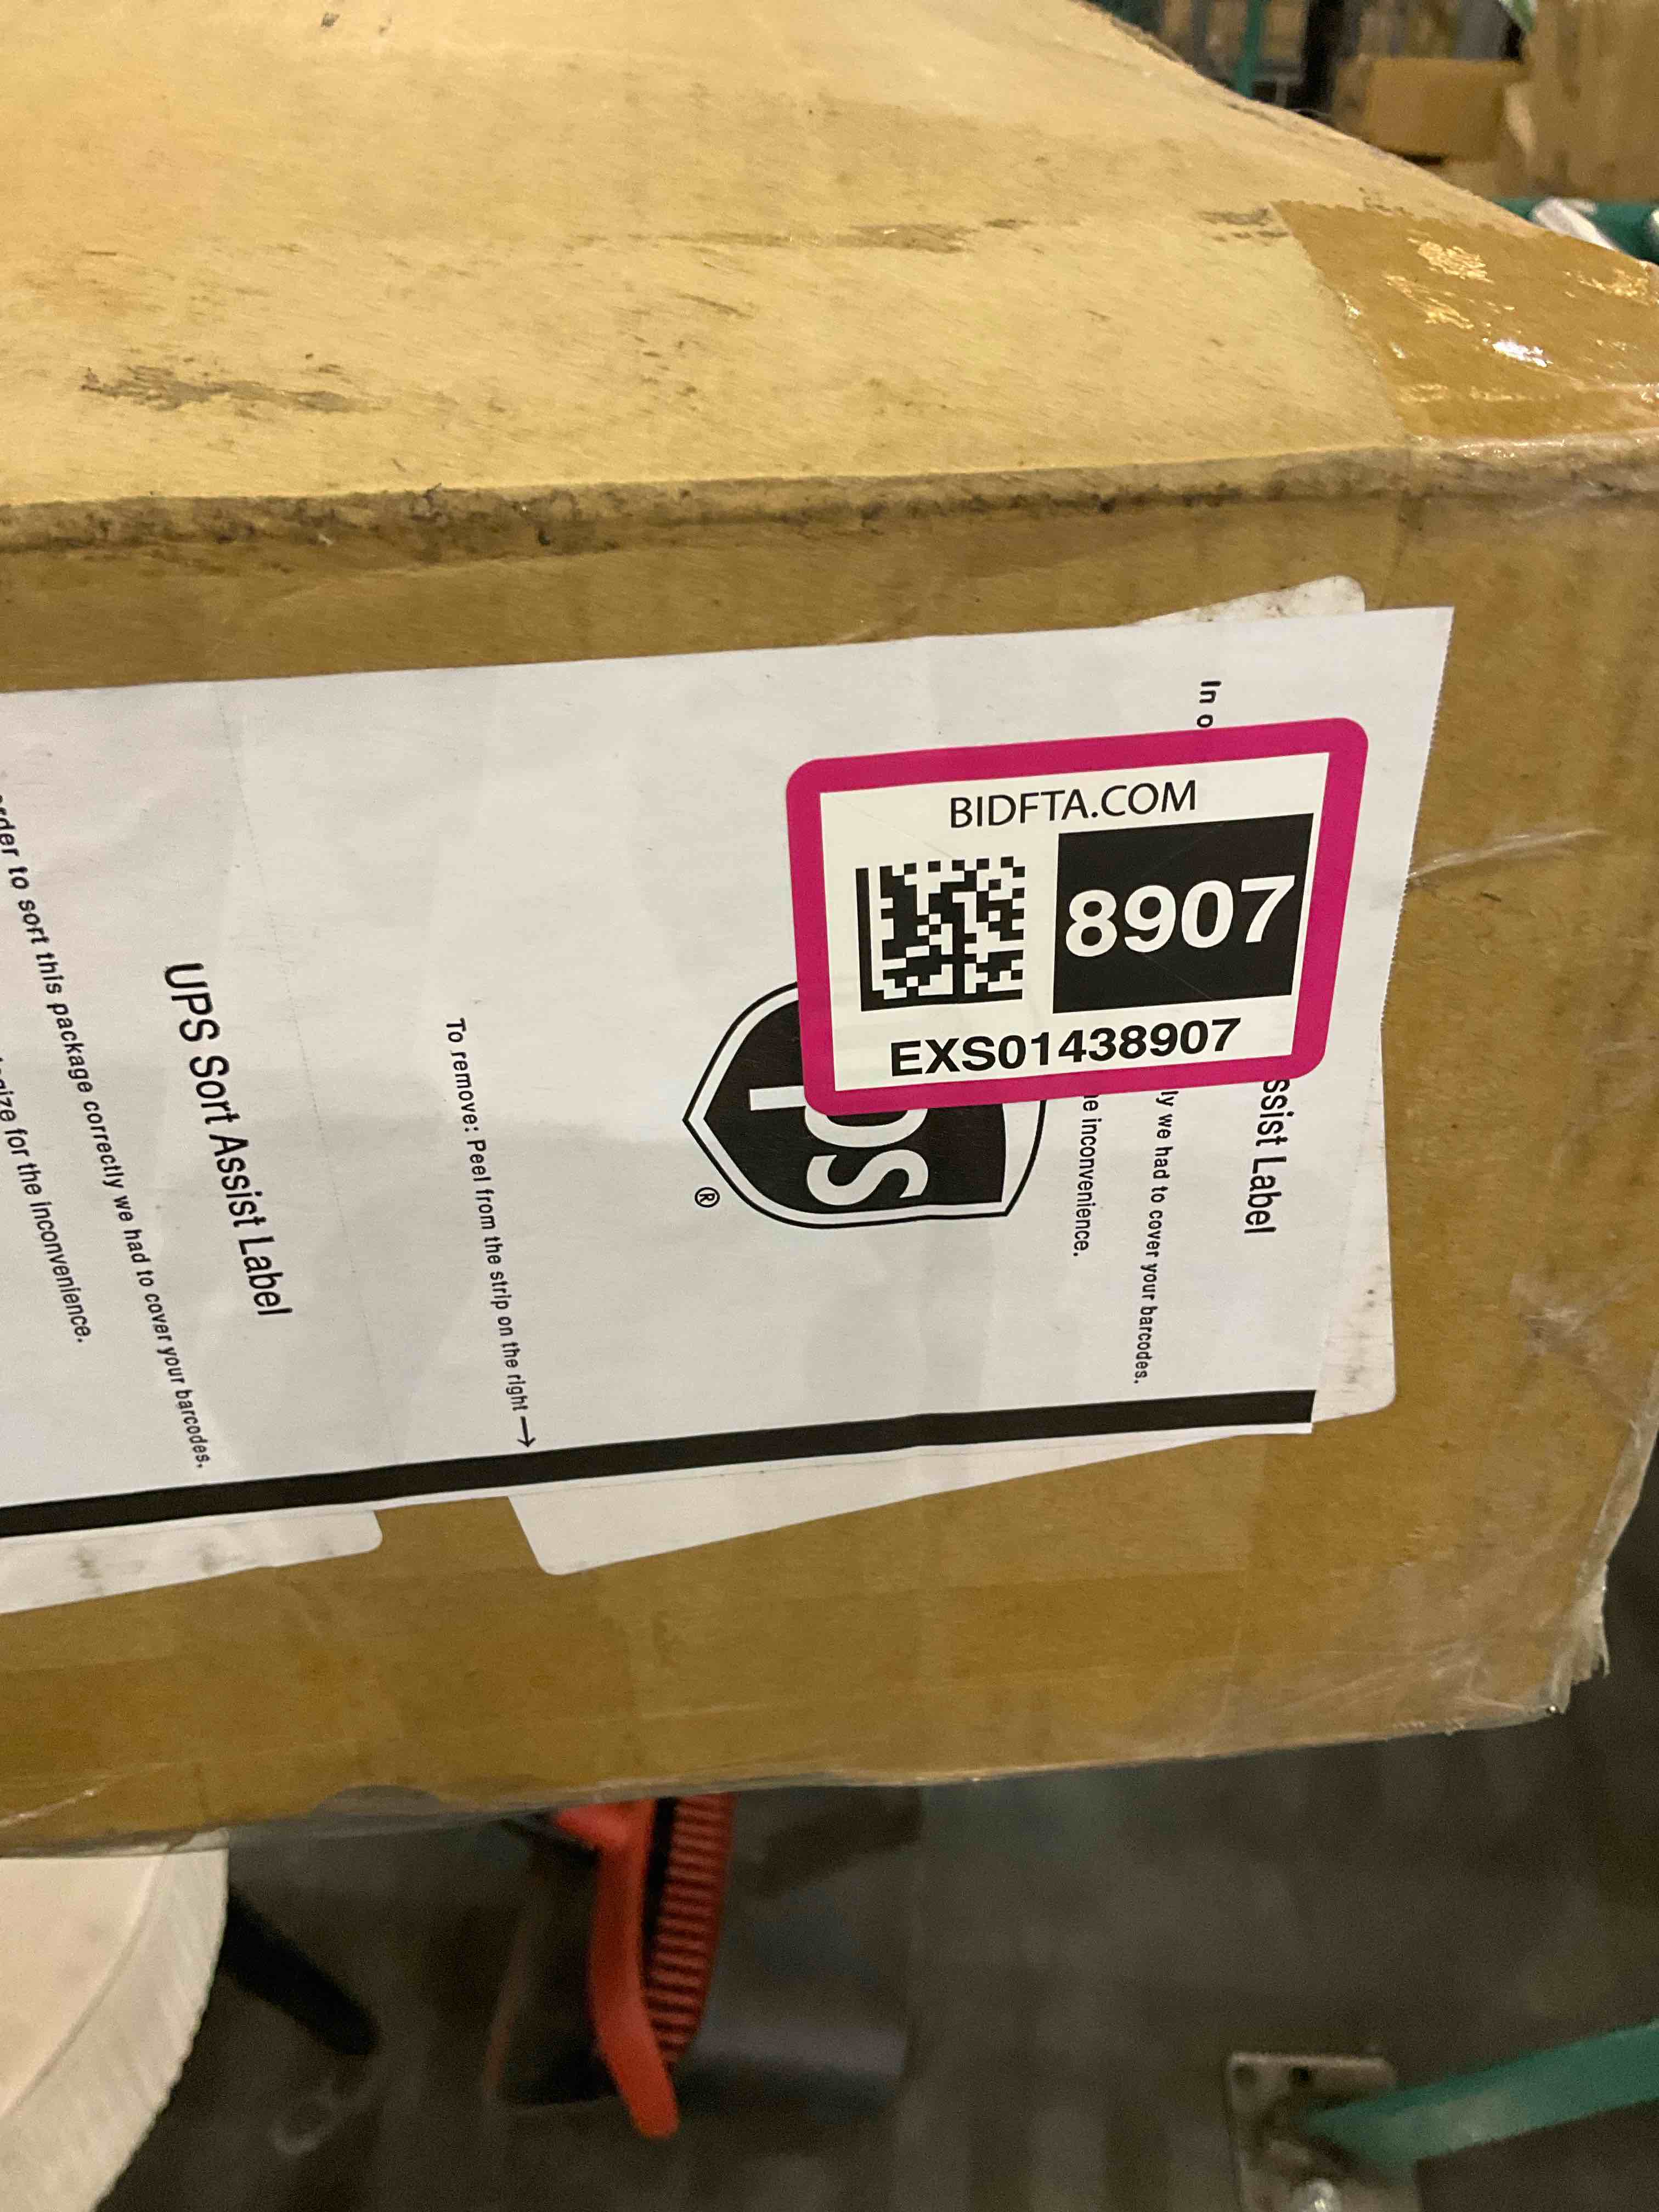 BIDFTA.COM
8907
EXS01438907
In o
ssist Label
ly we had to cover your barcodes.
e inconvenience.
ps
®
To remove: Peel from the strip on the right →
UPS Sort Assist Label
rder to sort this package correctly we had to cover your barcodes.
gize for the inconvenience.